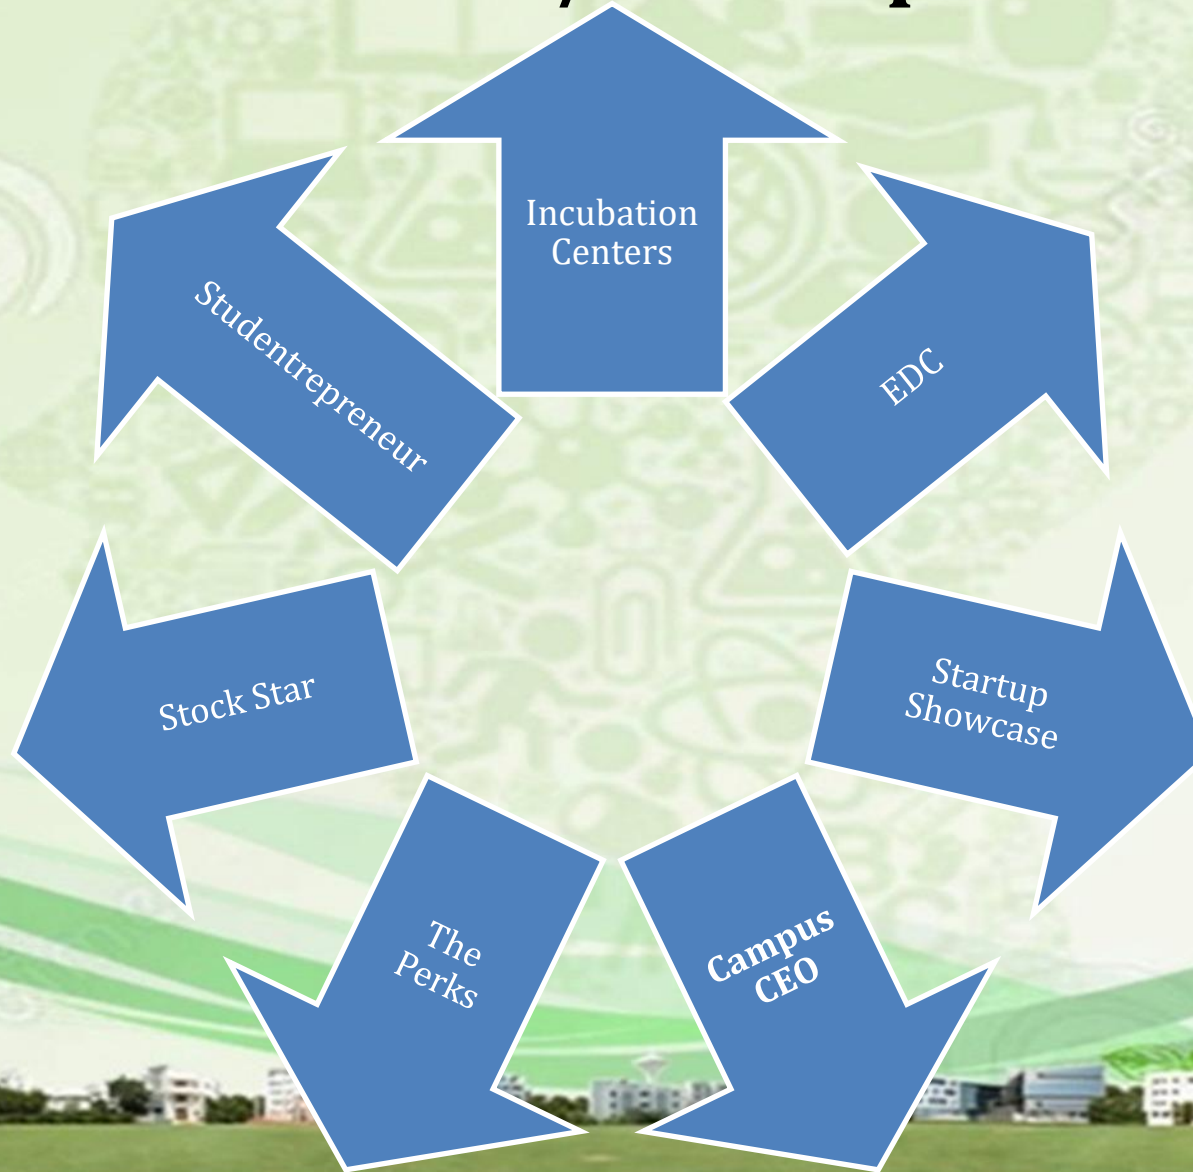 Incubation
Centers
EDC
Startup
Showcase
Campus
CEO
The
Perks
Stock Star
Studentrepreneur